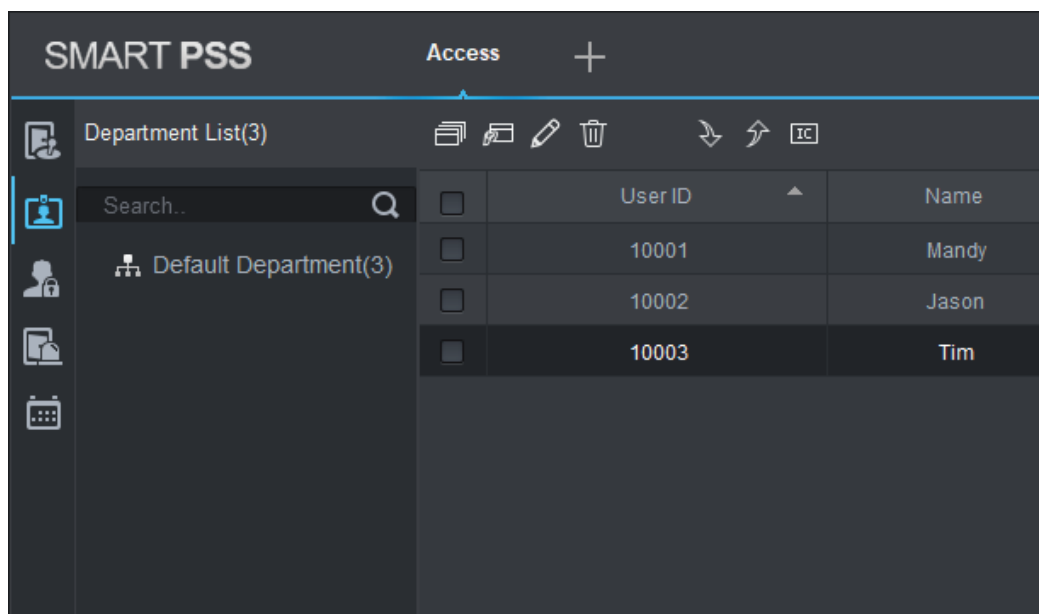 SMART PSS Access
Department List(3) IC
Search.. User ID Name
Default Department(3) 10001 Mandy
10002 Jason
10003 Tim